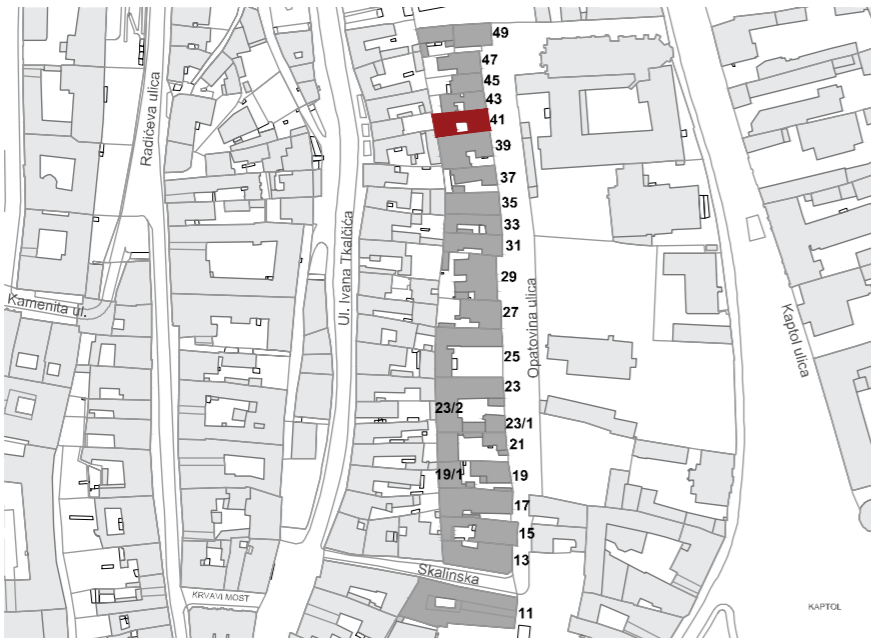 49
47
45
43
41
39
37
35
33
31
29
27
25
23
23/2
23/1
21
19/1
19
17
15
13
11
Radićeva ulica
Ul. Ivana Tkalčića
Opatovina ulica
Kaptol ulica
Kamenita ul.
Skalinska
KRVAVI MOST
KAPTOL